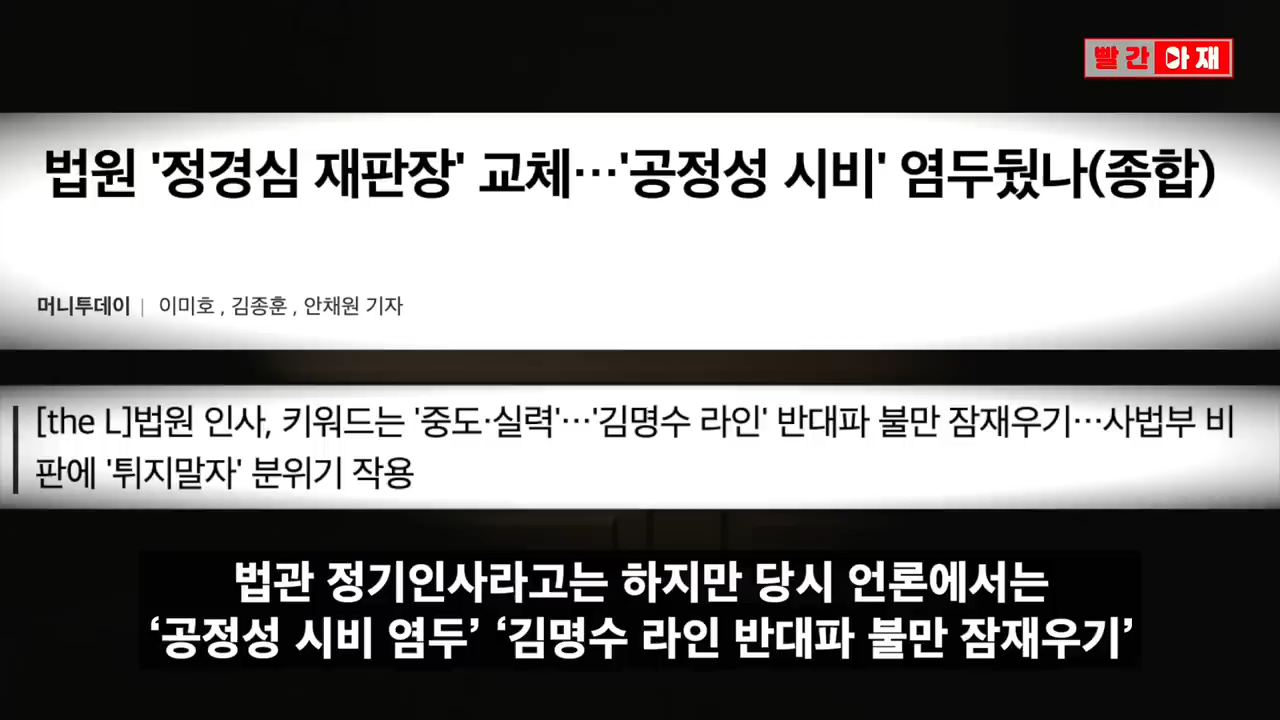 빨간아재
법원 '정경심 재판장' 교체…'공정성 시비' 염두뒀나(종합)
머니투데이 | 이미호 , 김종훈 , 안채원 기자
[the L]법원 인사, 키워드는 '중도·실력'…'김명수 라인' 반대파 불만 잠재우기…사법부 비
판에 '튀지말자' 분위기 작용
법관 정기인사라고는 하지만 당시 언론에서는
‘공정성 시비 염두’ ‘김명수 라인 반대파 불만 잠재우기’